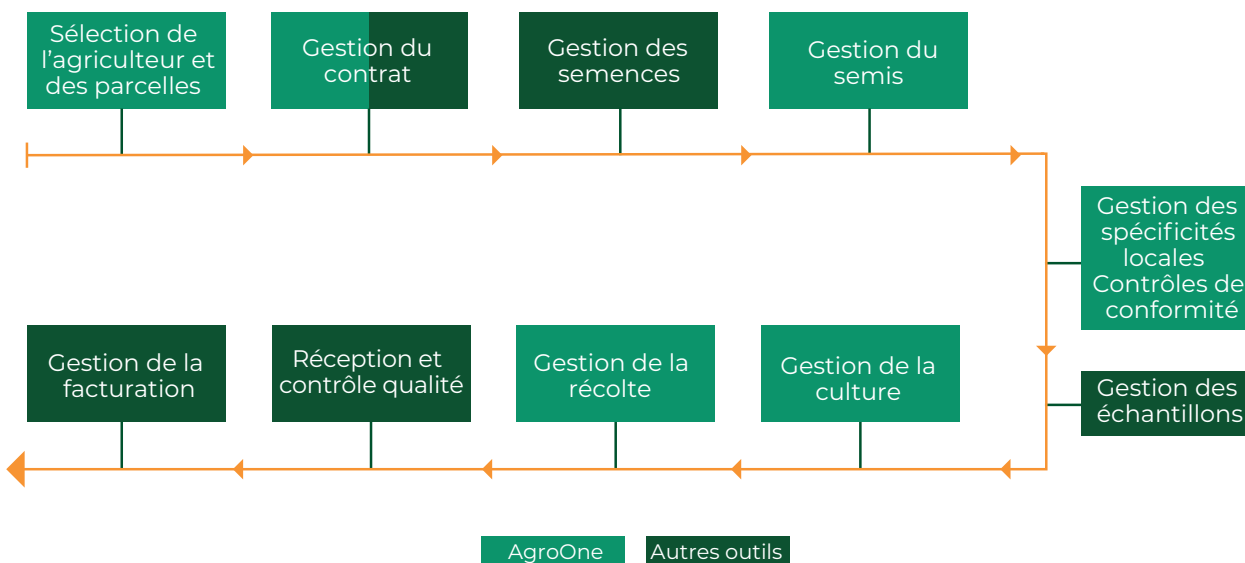 Sélection de
l'agriculteur et
des parcelles
Gestion du
contrat
Gestion des
semences
Gestion du
semis
Gestion des
spécificités
locales
Contrôles de
conformité
Gestion des
échantillons
Gestion de la
culture
Gestion de la
récolte
Réception et
contrôle qualité
Gestion de la
facturation
AgroOne
Autres outils